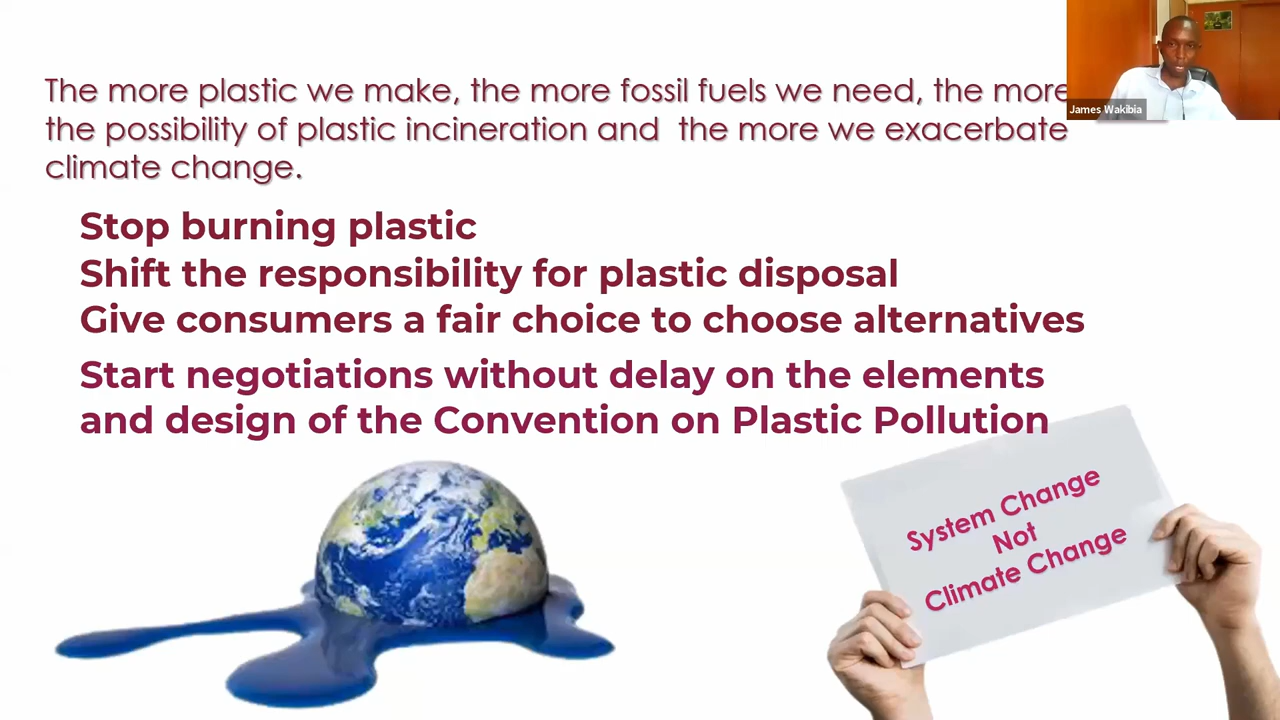 The more plastic we make, the more fossil fuels we need, the more
the possibility of plastic incineration and the more we exacerbate
climate change.
James Wakibia
Stop burning plastic
Shift the responsibility for plastic disposal
Give consumers a fair choice to choose alternatives
Start negotiations without delay on the elements
and design of the Convention on Plastic Pollution
System Change
Not
Climate Change